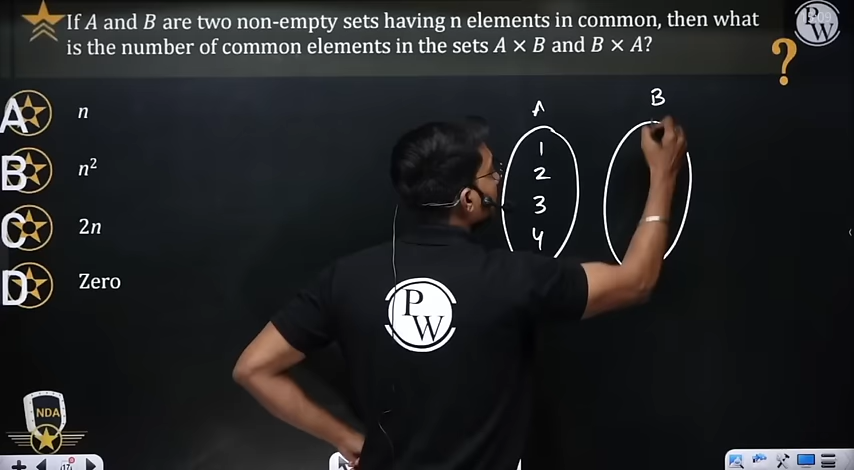 If A and B are two non-empty sets having n elements in common, then what
is the number of common elements in the sets A × B and B × A?
?
PW
A n
B n²
C 2n
D Zero
A
1
2
3
4
B
PW
NDA